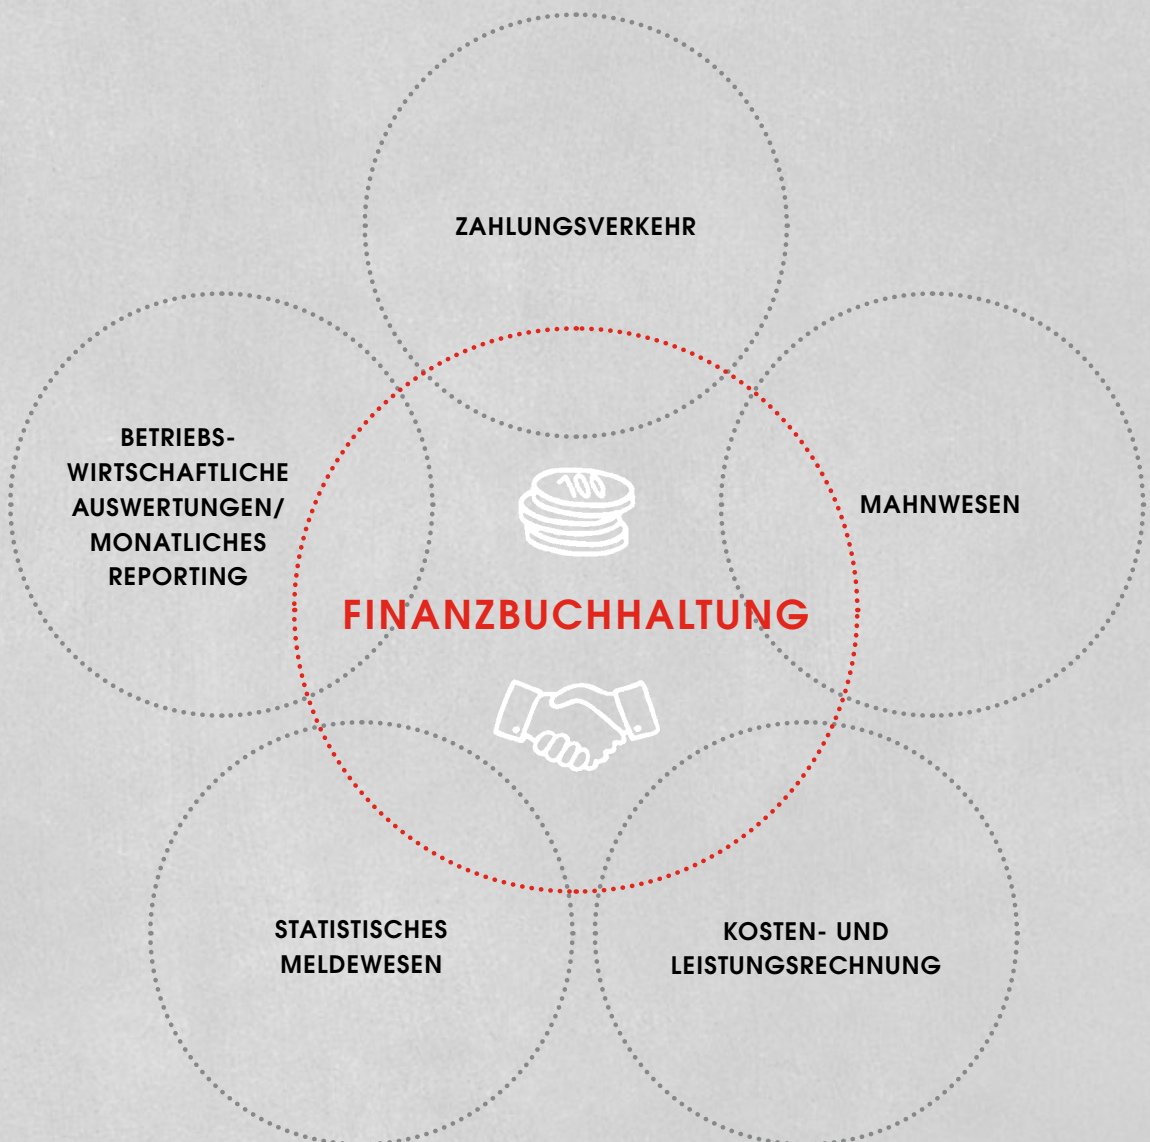 ZAHLUNGSVERKEHR
BETRIEBS-
WIRTSCHAFTLICHE
AUSWERTUNGEN/
MONATLICHES
REPORTING
MAHNWESEN
100
FINANZBUCHHALTUNG
STATISTISCHES
MELDEWESEN
KOSTEN- UND
LEISTUNGSRECHNUNG